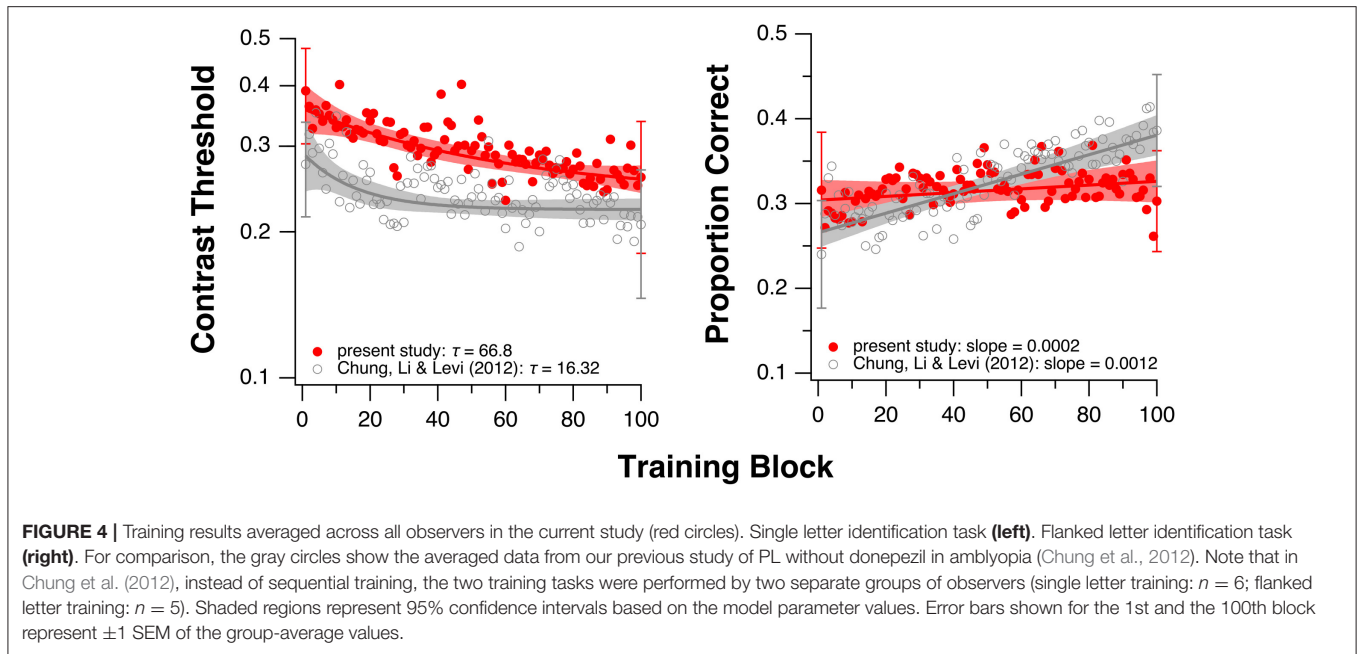 0.5
0.4
0.3
0.2
0.1
Contrast Threshold
present study: τ = 66.8
Chung, Li & Levi (2012): τ = 16.32
0 20 40 60 80 100
0.5
0.4
0.3
0.2
0.1
Proportion Correct
present study: slope = 0.0002
Chung, Li & Levi (2012): slope = 0.0012
0 20 40 60 80 100
Training Block
FIGURE 4 | Training results averaged across all observers in the current study (red circles). Single letter identification task (left). Flanked letter identification task
(right). For comparison, the gray circles show the averaged data from our previous study of PL without donepezil in amblyopia (Chung et al., 2012). Note that in
Chung et al. (2012), instead of sequential training, the two training tasks were performed by two separate groups of observers (single letter training: n = 6; flanked
letter training: n = 5). Shaded regions represent 95% confidence intervals based on the model parameter values. Error bars shown for the 1st and the 100th block
represent ±1 SEM of the group-average values.